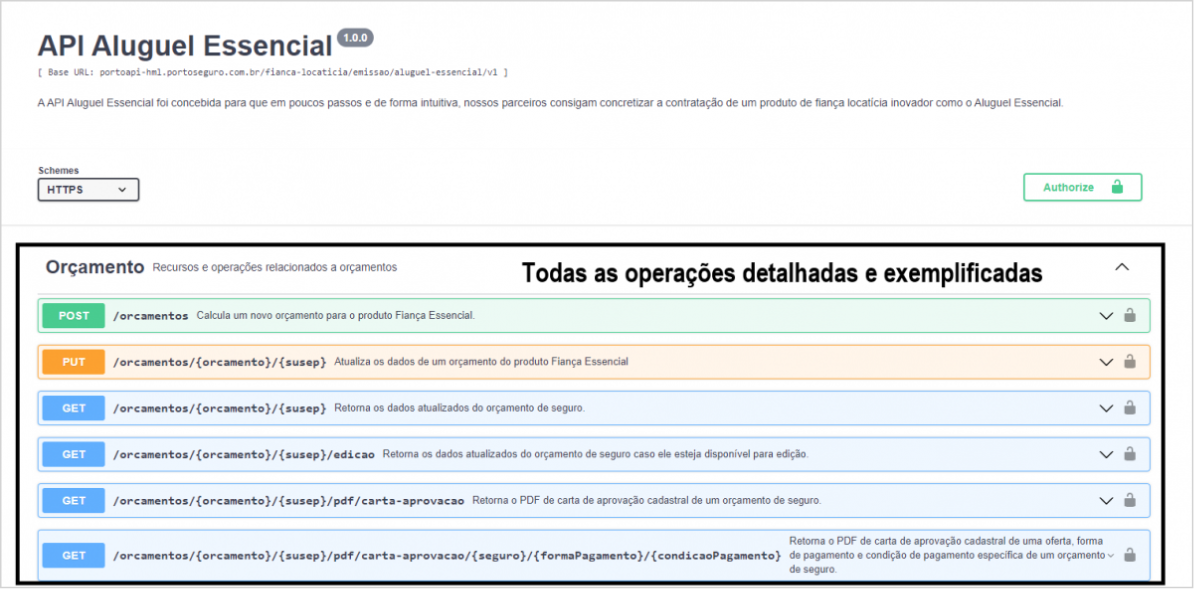 API Aluguel Essencial 1.0.0
[ Base URL: portoapi-hml.portoseguro.com.br/fianca-locaticia/emissao/aluguel-essencial/v1 ]
A API Aluguel Essencial foi concebida para que em poucos passos e de forma intuitiva, nossos parceiros consigam concretizar a contratação de um produto de fiança locatícia inovador como o Aluguel Essencial.
Schemes
HTTPS
Authorize
Orçamento Recursos e operações relacionados a orçamentos
Todas as operações detalhadas e exemplificadas
POST /orcamentos Calcula um novo orçamento para o produto Fiança Essencial.
PUT /orcamentos/{orcamento}/{susep} Atualiza os dados de um orçamento do produto Fiança Essencial
GET /orcamentos/{orcamento}/{susep} Retorna os dados atualizados do orçamento de seguro.
GET /orcamentos/{orcamento}/{susep}/edicao Retorna os dados atualizados do orçamento de seguro caso ele esteja disponível para edição.
GET /orcamentos/{orcamento}/{susep}/pdf/carta-aprovacao Retorna o PDF de carta de aprovação cadastral de um orçamento de seguro.
GET /orcamentos/{orcamento}/{susep}/pdf/carta-aprovacao/{seguro}/{formaPagamento}/{condicaoPagamento}
Retorna o PDF de carta de aprovação cadastral de uma oferta, forma
de pagamento e condição de pagamento específica de um orçamento
de seguro.